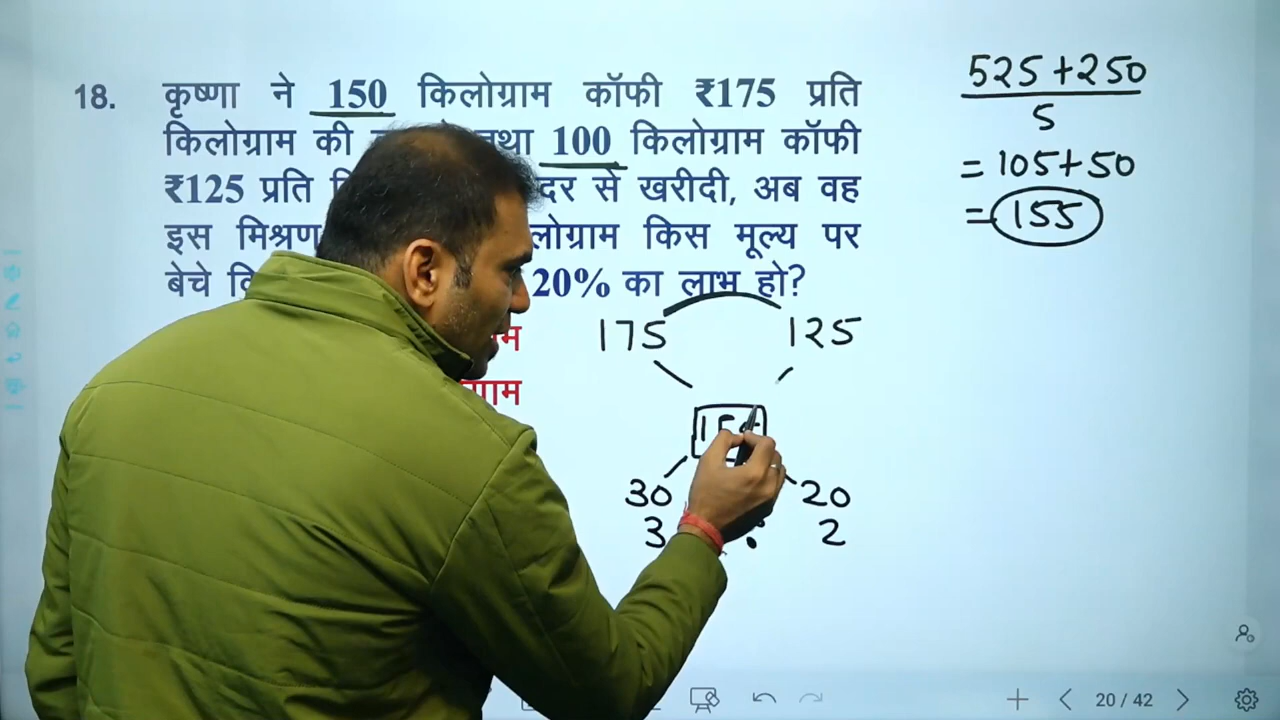 18. कृष्णा ने 150 किलोग्राम कॉफी ₹175 प्रति
किलोग्राम की तथा 100 किलोग्राम कॉफी
₹125 प्रति दर से खरीदी, अब वह
इस मिश्रण किस मूल्य पर
बेचे 20% का लाभ हो?
525+250
5
= 105+50
= 155
175 125
30 20
3 : 2
20 / 42